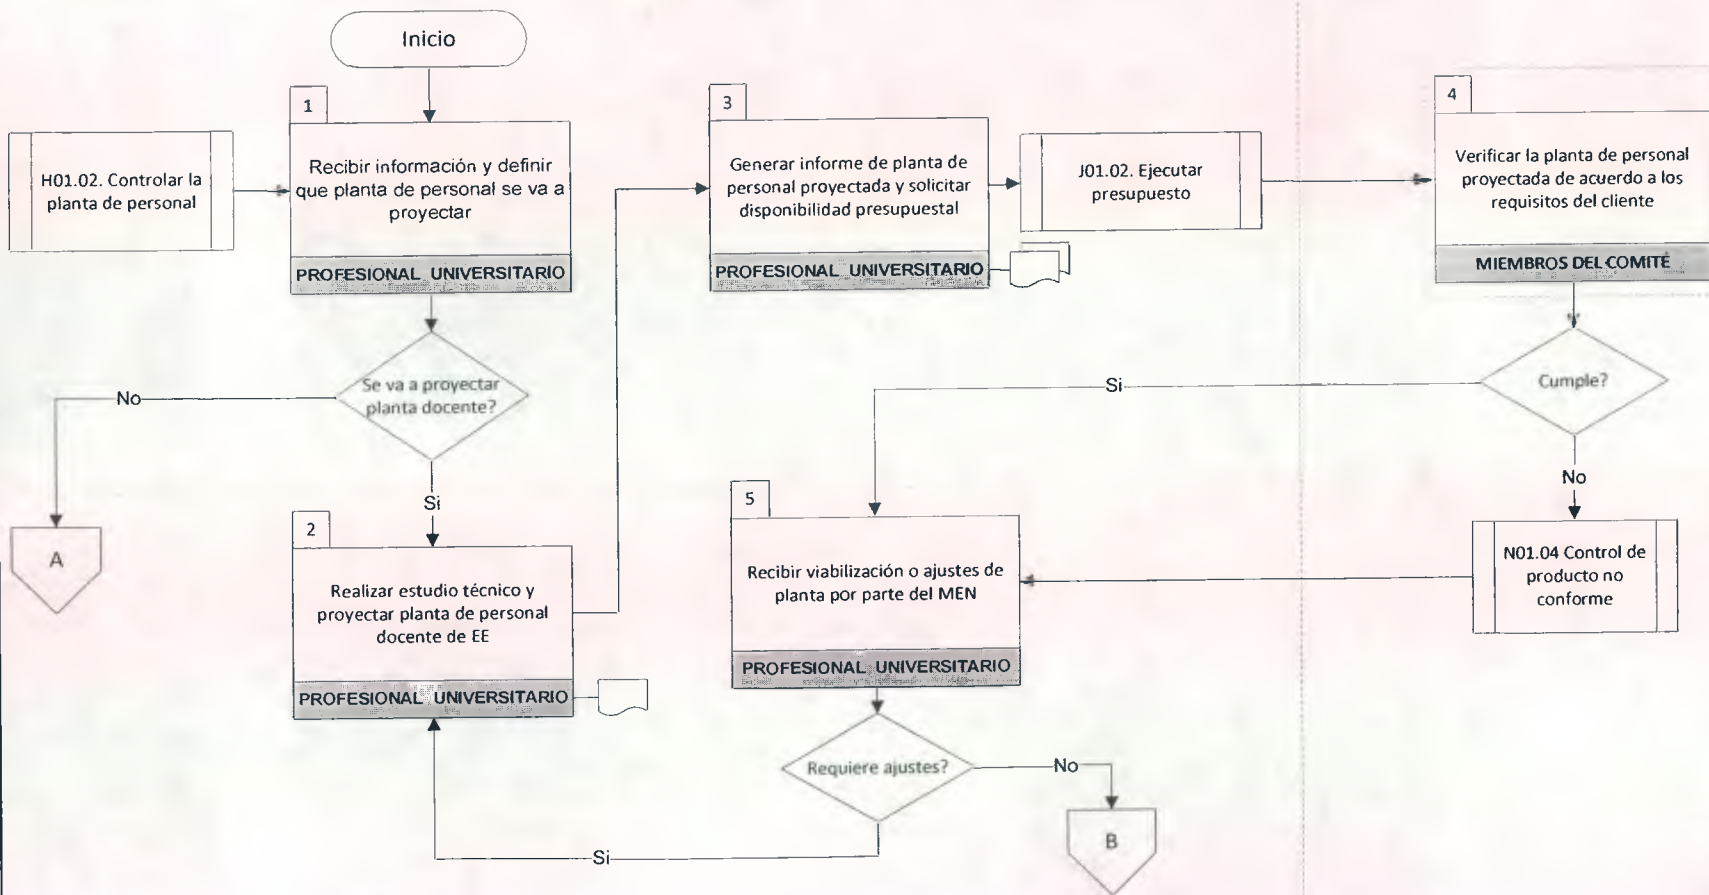 Inicio
1
Recibir información y definir
que planta de personal se va a
proyectar
PROFESIONAL UNIVERSITARIO
H01.02. Controlar la
planta de personal
3
Generar informe de planta de
personal proyectada y solicitar
disponibilidad presupuestal
PROFESIONAL UNIVERSITARIO
J01.02. Ejecutar
presupuesto
4
Verificar la planta de personal
proyectada de acuerdo a los
requisitos del cliente
MIEMBROS DEL COMITÉ
Se va a proyectar
planta docente?
No
Si
A
2
Realizar estudio técnico y
proyectar planta de personal
docente de EE
PROFESIONAL UNIVERSITARIO
Cumple?
Si
No
N01.04 Control de
producto no
conforme
5
Recibir viabilización o ajustes de
planta por parte del MEN
PROFESIONAL UNIVERSITARIO
Requiere ajustes?
No
Si
B